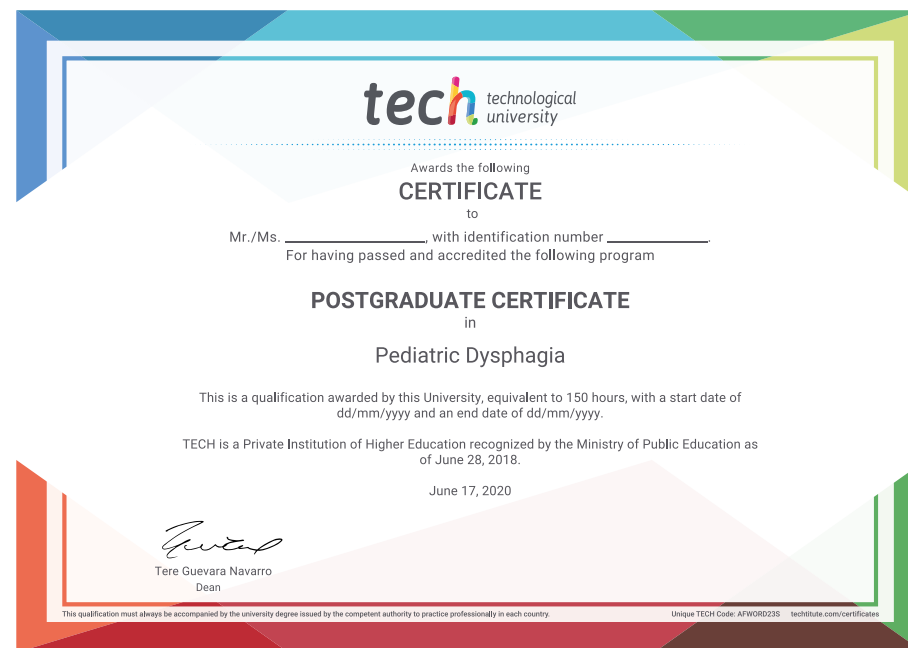 tech technological
university
Awards the following
CERTIFICATE
to
Mr./Ms. ____________________, with identification number ______________.
For having passed and accredited the following program
POSTGRADUATE CERTIFICATE
in
Pediatric Dysphagia
This is a qualification awarded by this University, equivalent to 150 hours, with a start date of
dd/mm/yyyy and an end date of dd/mm/yyyy.
TECH is a Private Institution of Higher Education recognized by the Ministry of Public Education as
of June 28, 2018.
June 17, 2020
Tere Guevara Navarro
Dean
This qualification must always be accompanied by the university degree issued by the competent authority to practice professionally in each country. Unique TECH Code: AFWORD23S techtitute.com/certificates